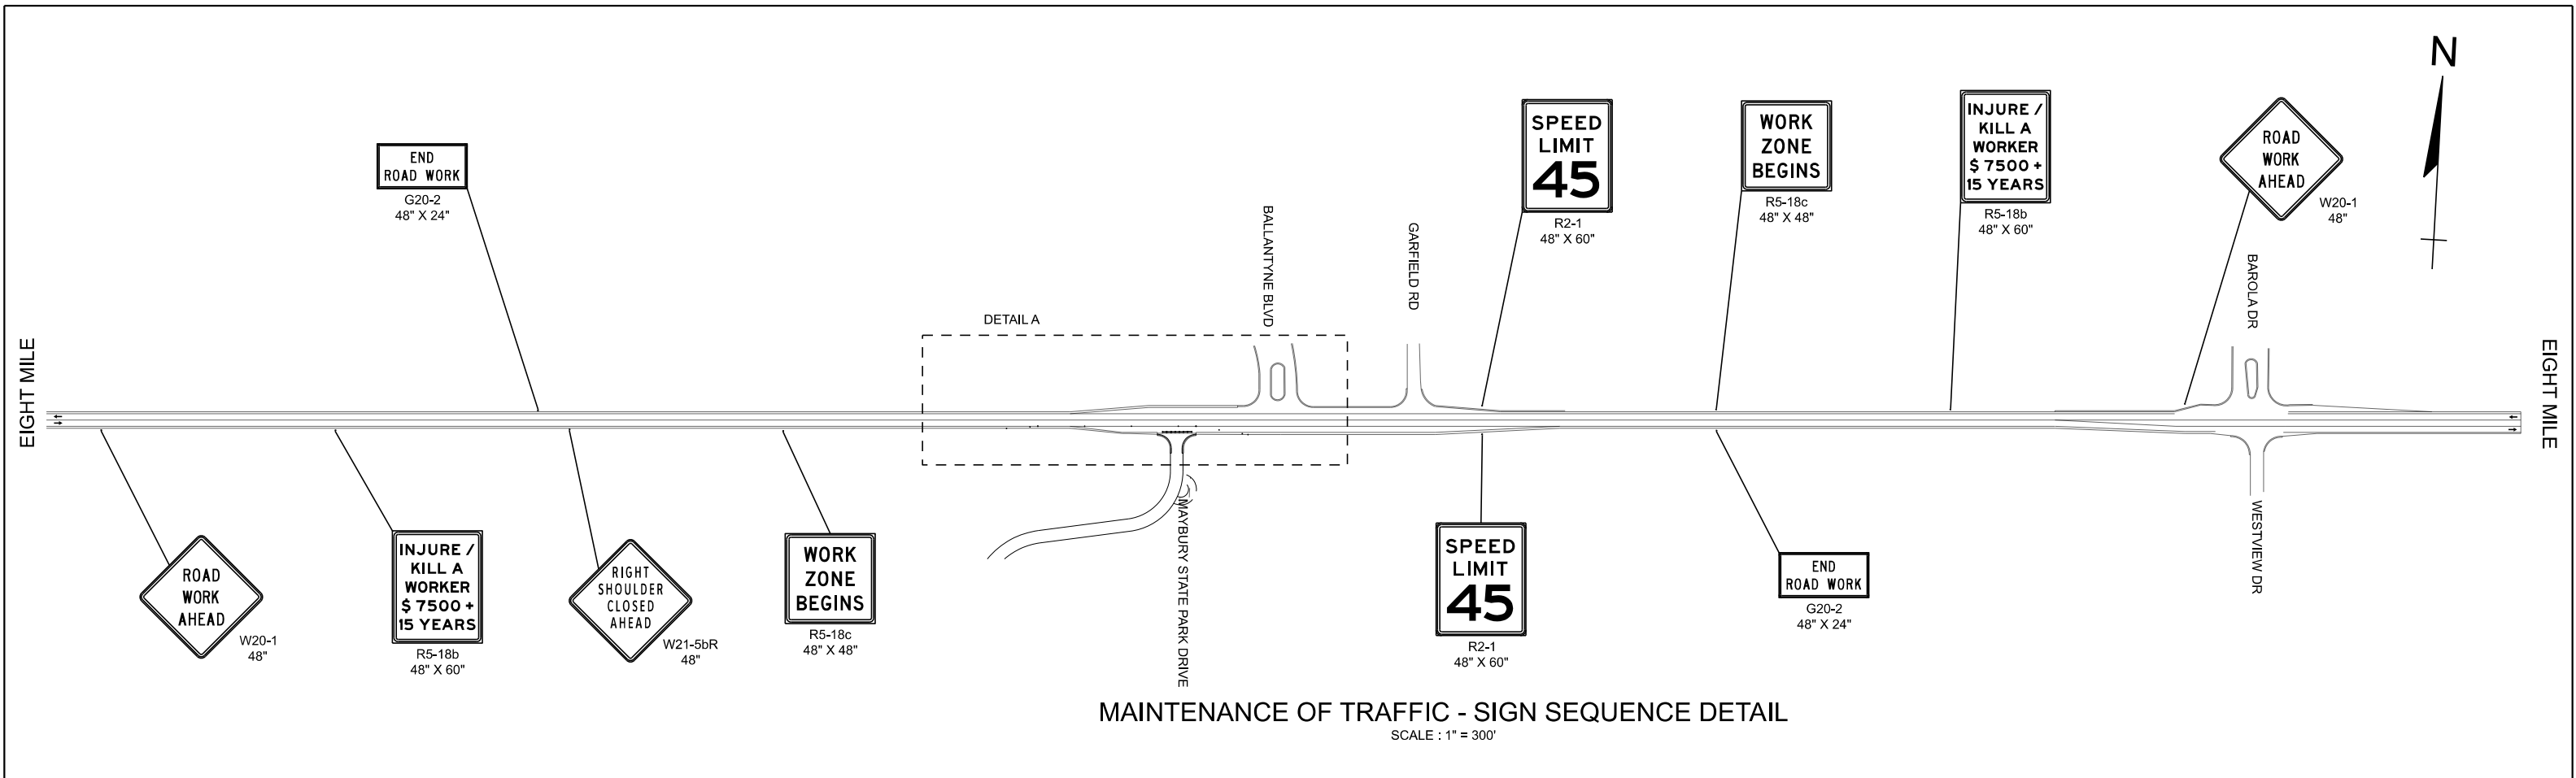 N
SPEED
LIMIT
45
R2-1
48" X 60"
WORK
ZONE
BEGINS
R5-18c
48" X 48"
INJURE /
KILL A
WORKER
$ 7500 +
15 YEARS
R5-18b
48" X 60"
ROAD
WORK
AHEAD
W20-1
48"
END
ROAD WORK
G20-2
48" X 24"
BALLANTYNE BLVD
GARFIELD RD
BAROLA DR
DETAIL A
EIGHT MILE
EIGHT MILE
ROAD
WORK
AHEAD
W20-1
48"
INJURE /
KILL A
WORKER
$ 7500 +
15 YEARS
R5-18b
48" X 60"
RIGHT
SHOULDER
CLOSED
AHEAD
W21-5bR
48"
WORK
ZONE
BEGINS
R5-18c
48" X 48"
MAYBURY STATE PARK DRIVE
SPEED
LIMIT
45
R2-1
48" X 60"
END
ROAD WORK
G20-2
48" X 24"
WESTVIEW DR
MAINTENANCE OF TRAFFIC - SIGN SEQUENCE DETAIL
SCALE : 1" = 300'